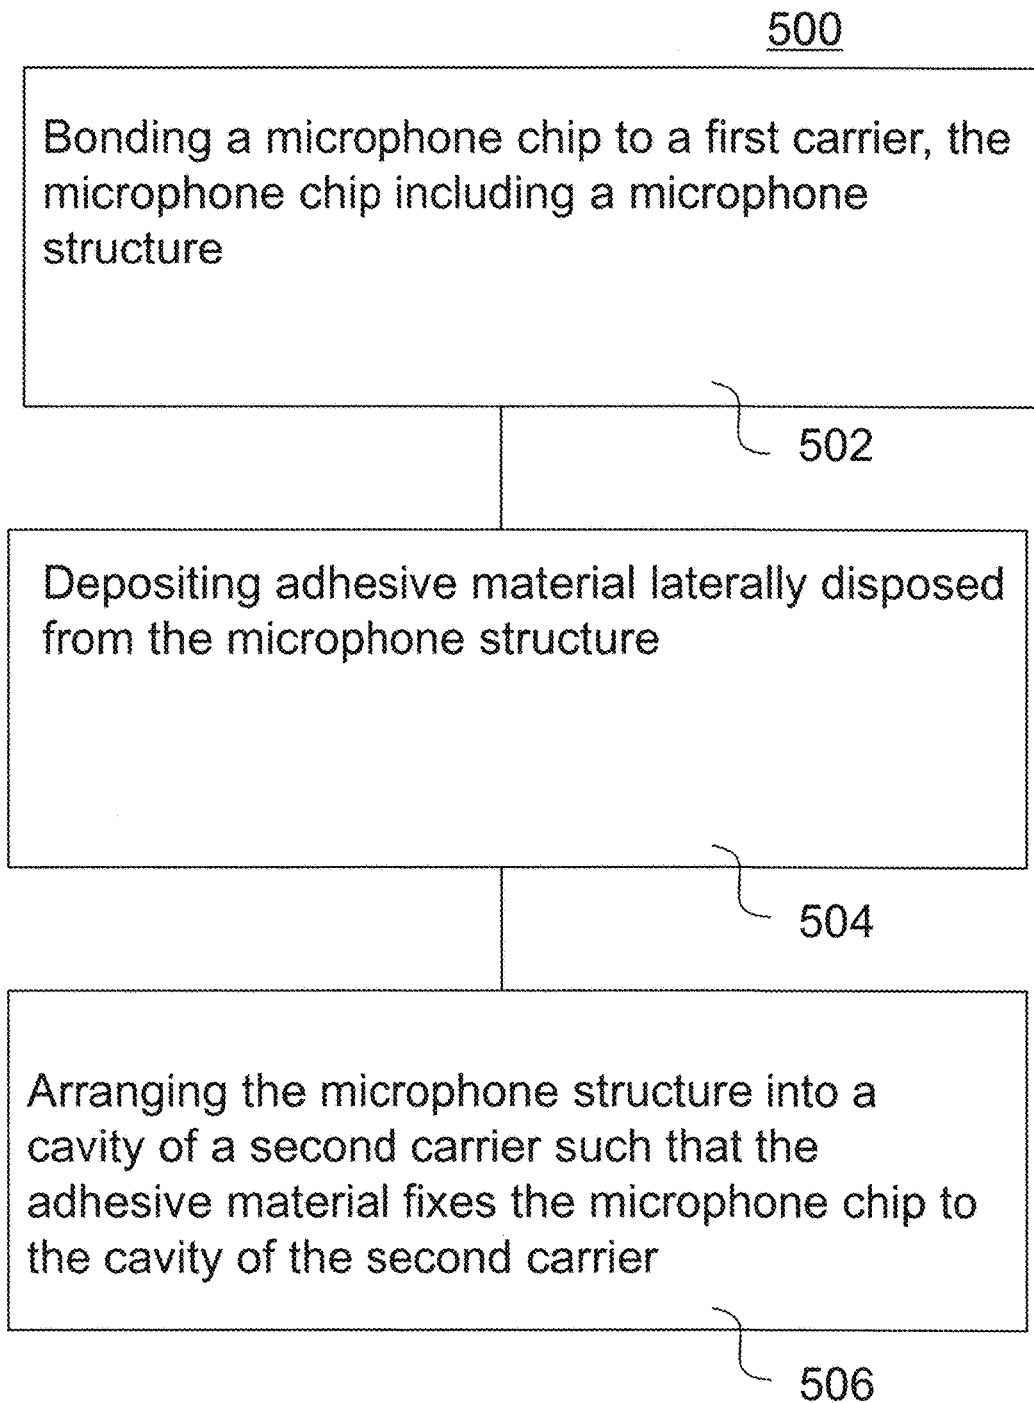 500
Bonding a microphone chip to a first carrier, the
microphone chip including a microphone
structure
502
Depositing adhesive material laterally disposed
from the microphone structure
504
Arranging the microphone structure into a
cavity of a second carrier such that the
adhesive material fixes the microphone chip to
the cavity of the second carrier
506